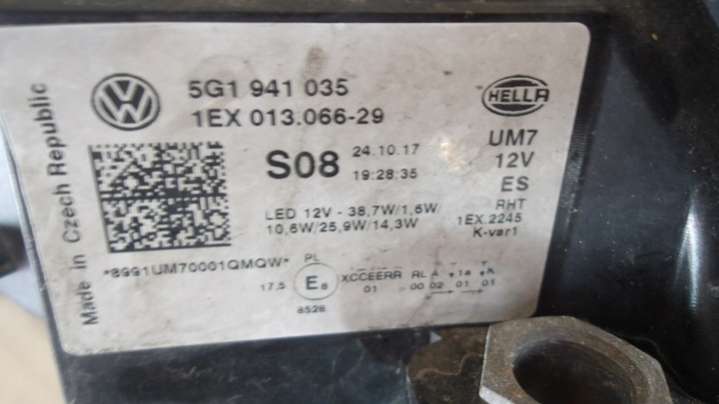 Made in Czech Republic
VW
5G1 941 035
1EX 013.066-29
HELLA
S08
24.10.17
19:28:35
UM7
12V
ES
RHT
1EX.2245
K-var1
LED 12V - 38,7W/1,6W/
10,6W/25,9W/14,3W
*8991UM70001QMQW*
PL
17,5
E8
8528
XCCEERR RL A 14 K
01 00 02 01 01